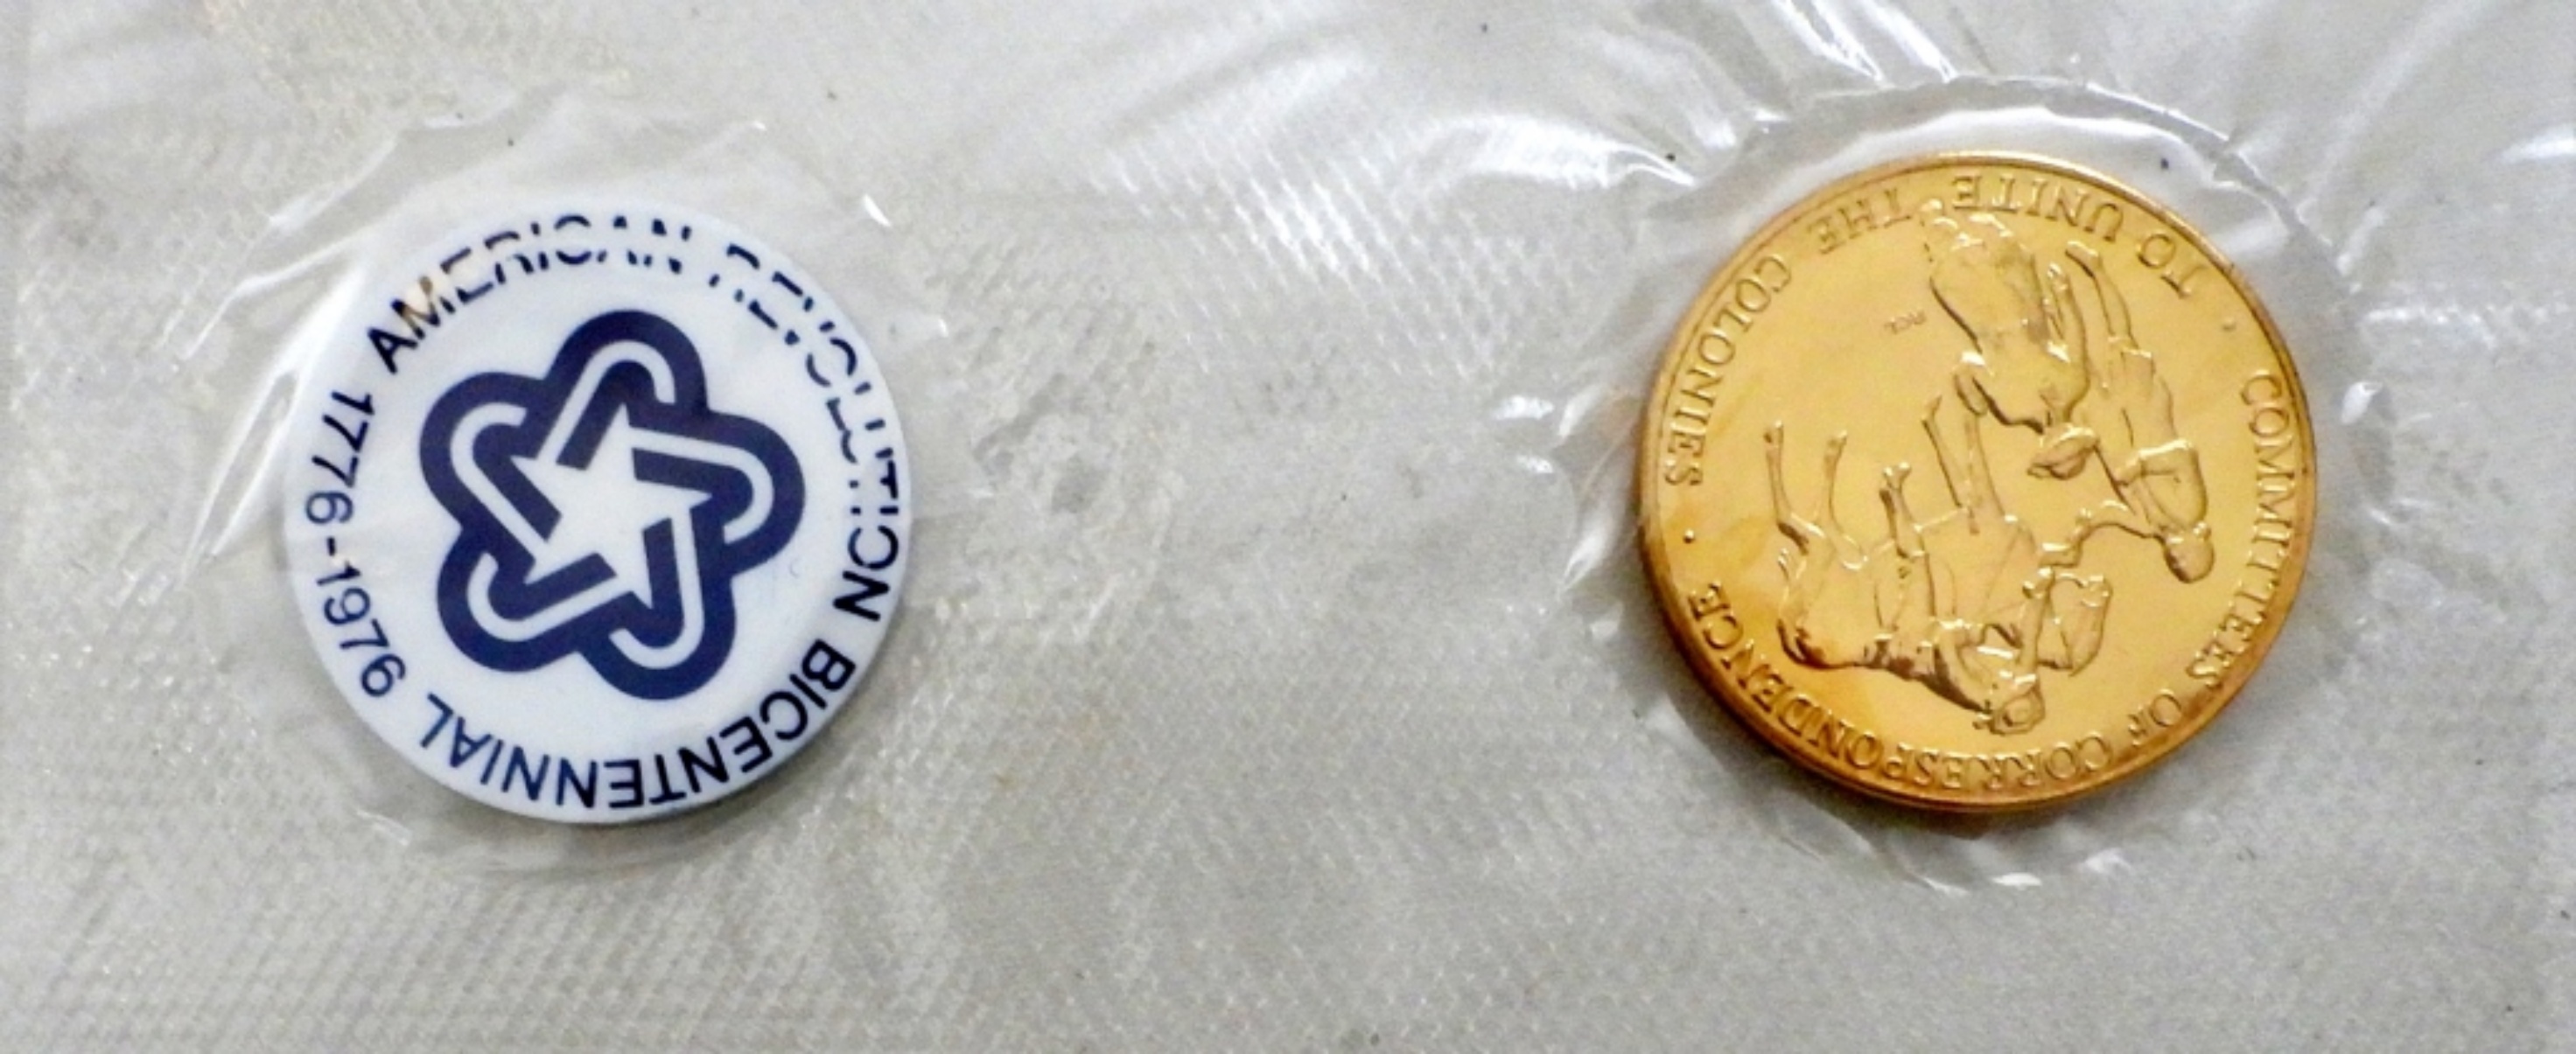 AMERICAN REVOLUTION BICENTENNIAL
1776-1976
COMMITTEES OF CORRESPONDENCE
TO UNITE THE COLONIES